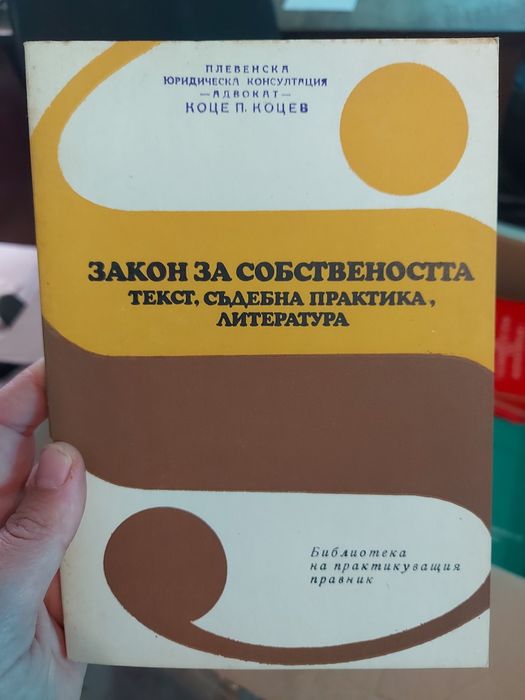 ПЛЕВЕНСКА
ЮРИДИЧЕСКА КОНСУЛТАЦИЯ
— АДВОКАТ —
КОЦЕ П. КОЦЕВ
ЗАКОН ЗА СОБСТВЕНОСТТА
ТЕКСТ, СЪДЕБНА ПРАКТИКА,
ЛИТЕРАТУРА
Библиотека
на практикуващия
правник